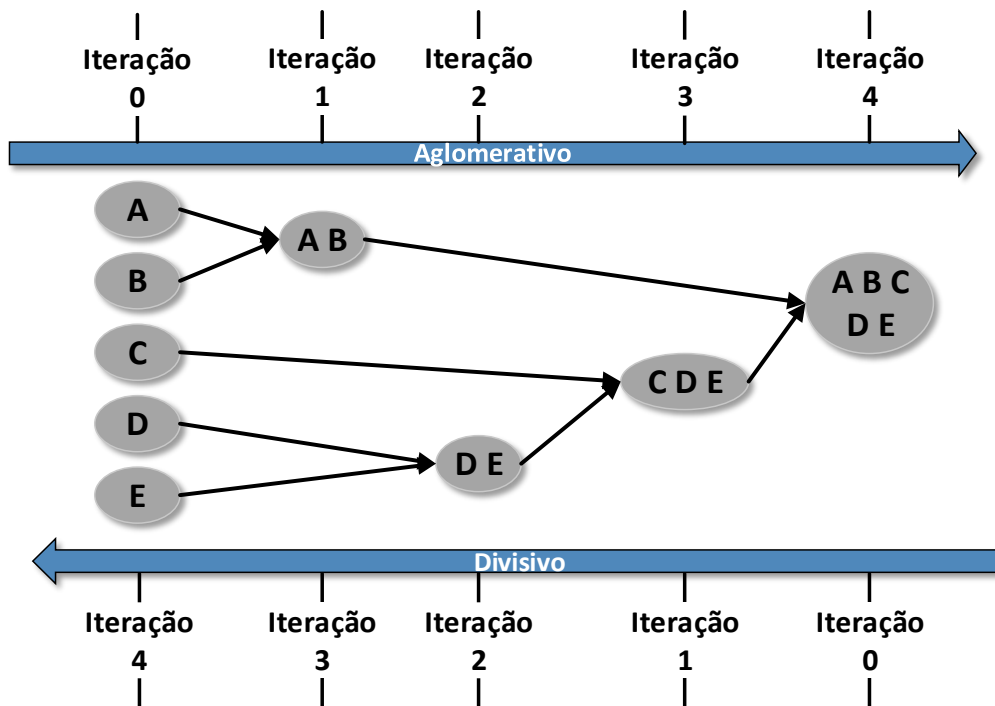 Iteração
0
Iteração
1
Iteração
2
Iteração
3
Iteração
4
Aglomerativo
A
B
C
D
E
A B
D E
C D E
A B C
D E
Divisivo
Iteração
4
Iteração
3
Iteração
2
Iteração
1
Iteração
0